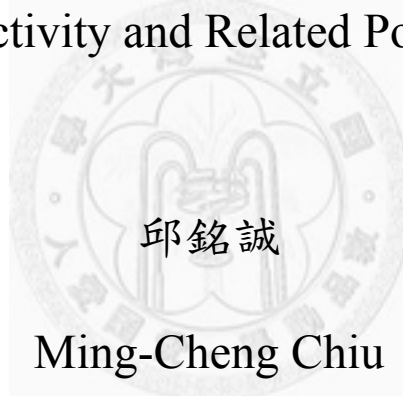 ctivity and Related Po
邱銘誠
Ming-Cheng Chiu